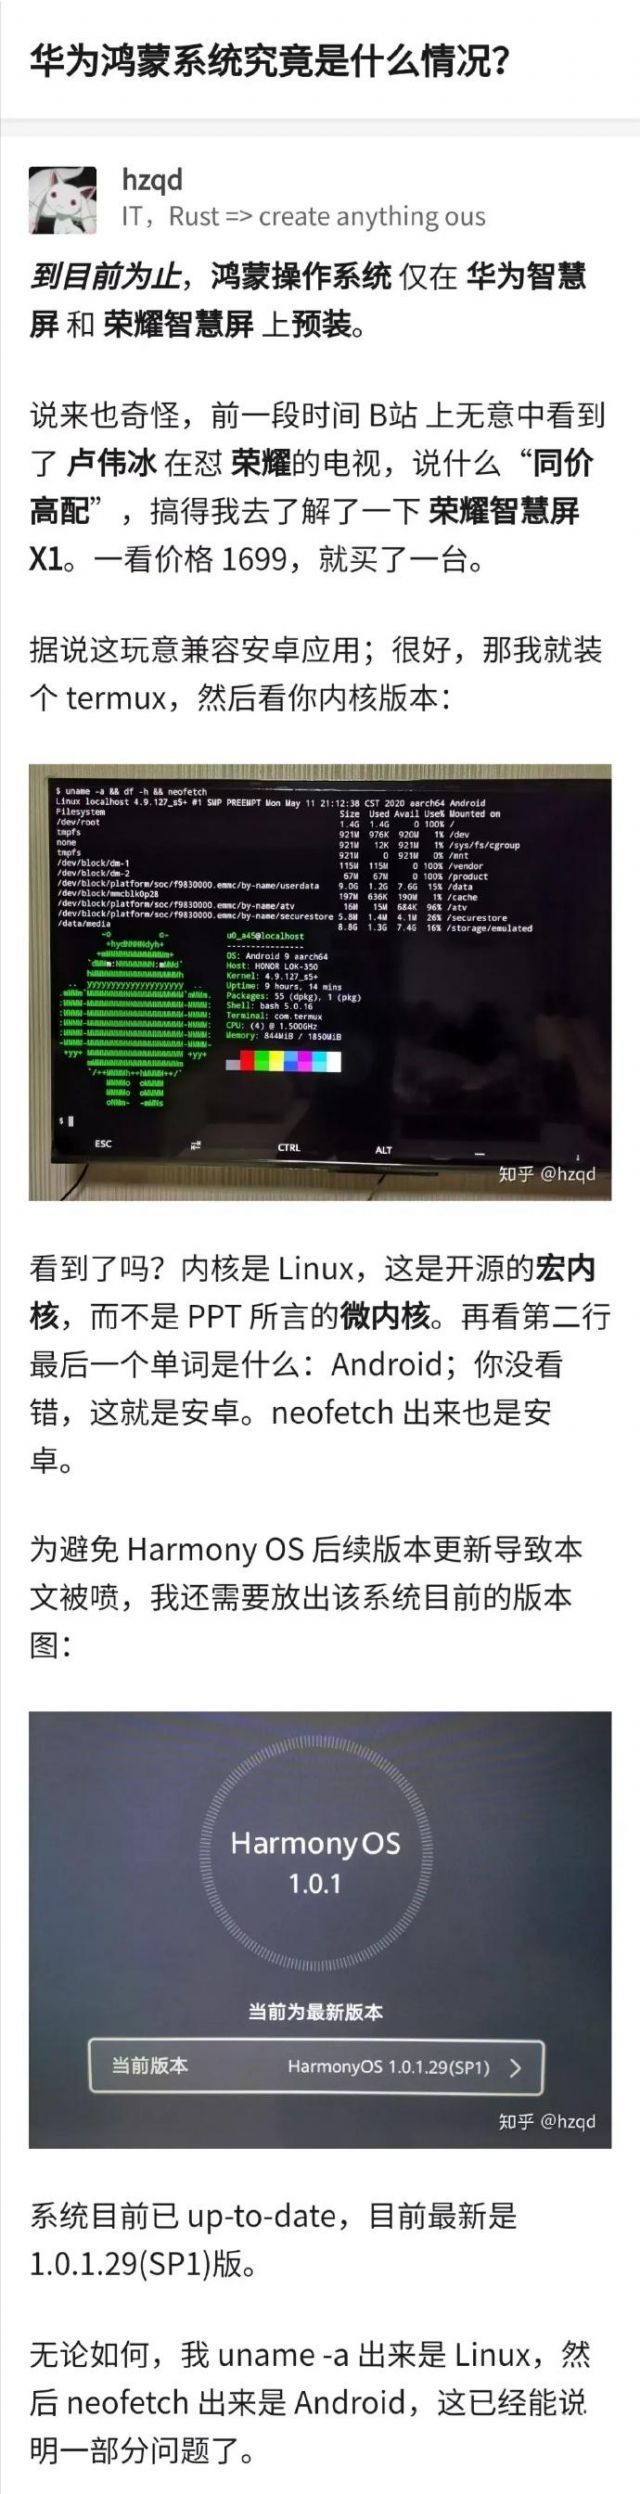 华为鸿蒙系统究竟是什么情况？
hzqd
IT，Rust => create anything ous
到目前为止，鸿蒙操作系统 仅在 华为智慧
屏 和 荣耀智慧屏 上预装。
说来也奇怪，前一段时间 B站 上无意中看到
了 卢伟冰 在怼 荣耀的电视，说什么“同价
高配”，搞得我去了解了一下 荣耀智慧屏
X1。一看价格 1699，就买了一台。
据说这玩意兼容安卓应用；很好，那我就装
个 termux，然后看你内核版本：
$ uname -a && df -h && neofetch
Linux localhost 4.9.127_s5+ #1 SMP PREEMPT Mon May 11 21:12:38 CST 2020 aarch64 Android
Filesystem Size Used Avail Use% Mounted on
/dev/root 1.4G 1.4G 0 100% /
tmpfs 921M 976K 920M 1% /dev
none 921M 12K 921M 1% /sys/fs/cgroup
tmpfs 921M 0 921M 0% /mnt
/dev/block/dm-1 115M 115M 0 100% /vendor
/dev/block/dm-2 67M 67M 0 100% /product
/dev/block/platform/soc/f9830000.emmc/by-name/userdata 9.0G 1.2G 7.6G 15% /data
/dev/block/mmcblk0p28 197M 636K 190M 1% /cache
/dev/block/platform/soc/f9830000.emmc/by-name/atv 16M 15M 684K 96% /atv
/dev/block/platform/soc/f9830000.emmc/by-name/securestore 5.8M 1.4M 4.1M 26% /securestore
/data/media 8.8G 1.3G 7.4G 16% /storage/emulated
u0_a45@localhost
OS: Android 9 aarch64
Host: HONOR LOK-350
Kernel: 4.9.127_s5+
Uptime: 9 hours, 14 mins
Packages: 55 (dpkg), 1 (pkg)
Shell: bash 5.0.16
Terminal: com.termux
CPU: (4) @ 1.500GHz
Memory: 844MiB / 1850MiB
$
ESC CTRL ALT
知乎 @hzqd
看到了吗？内核是 Linux，这是开源的宏内
核，而不是 PPT 所言的微内核。再看第二行
最后一个单词是什么：Android；你没看
错，这就是安卓。neofetch 出来也是安
卓。
为避免 Harmony OS 后续版本更新导致本
文被喷，我还需要放出该系统目前的版本
图：
HarmonyOS
1.0.1
当前为最新版本
当前版本 HarmonyOS 1.0.1.29(SP1) >
知乎 @hzqd
系统目前已 up-to-date，目前最新是
1.0.1.29(SP1)版。
无论如何，我 uname -a 出来是 Linux，然
后 neofetch 出来是 Android，这已经能说
明一部分问题了。